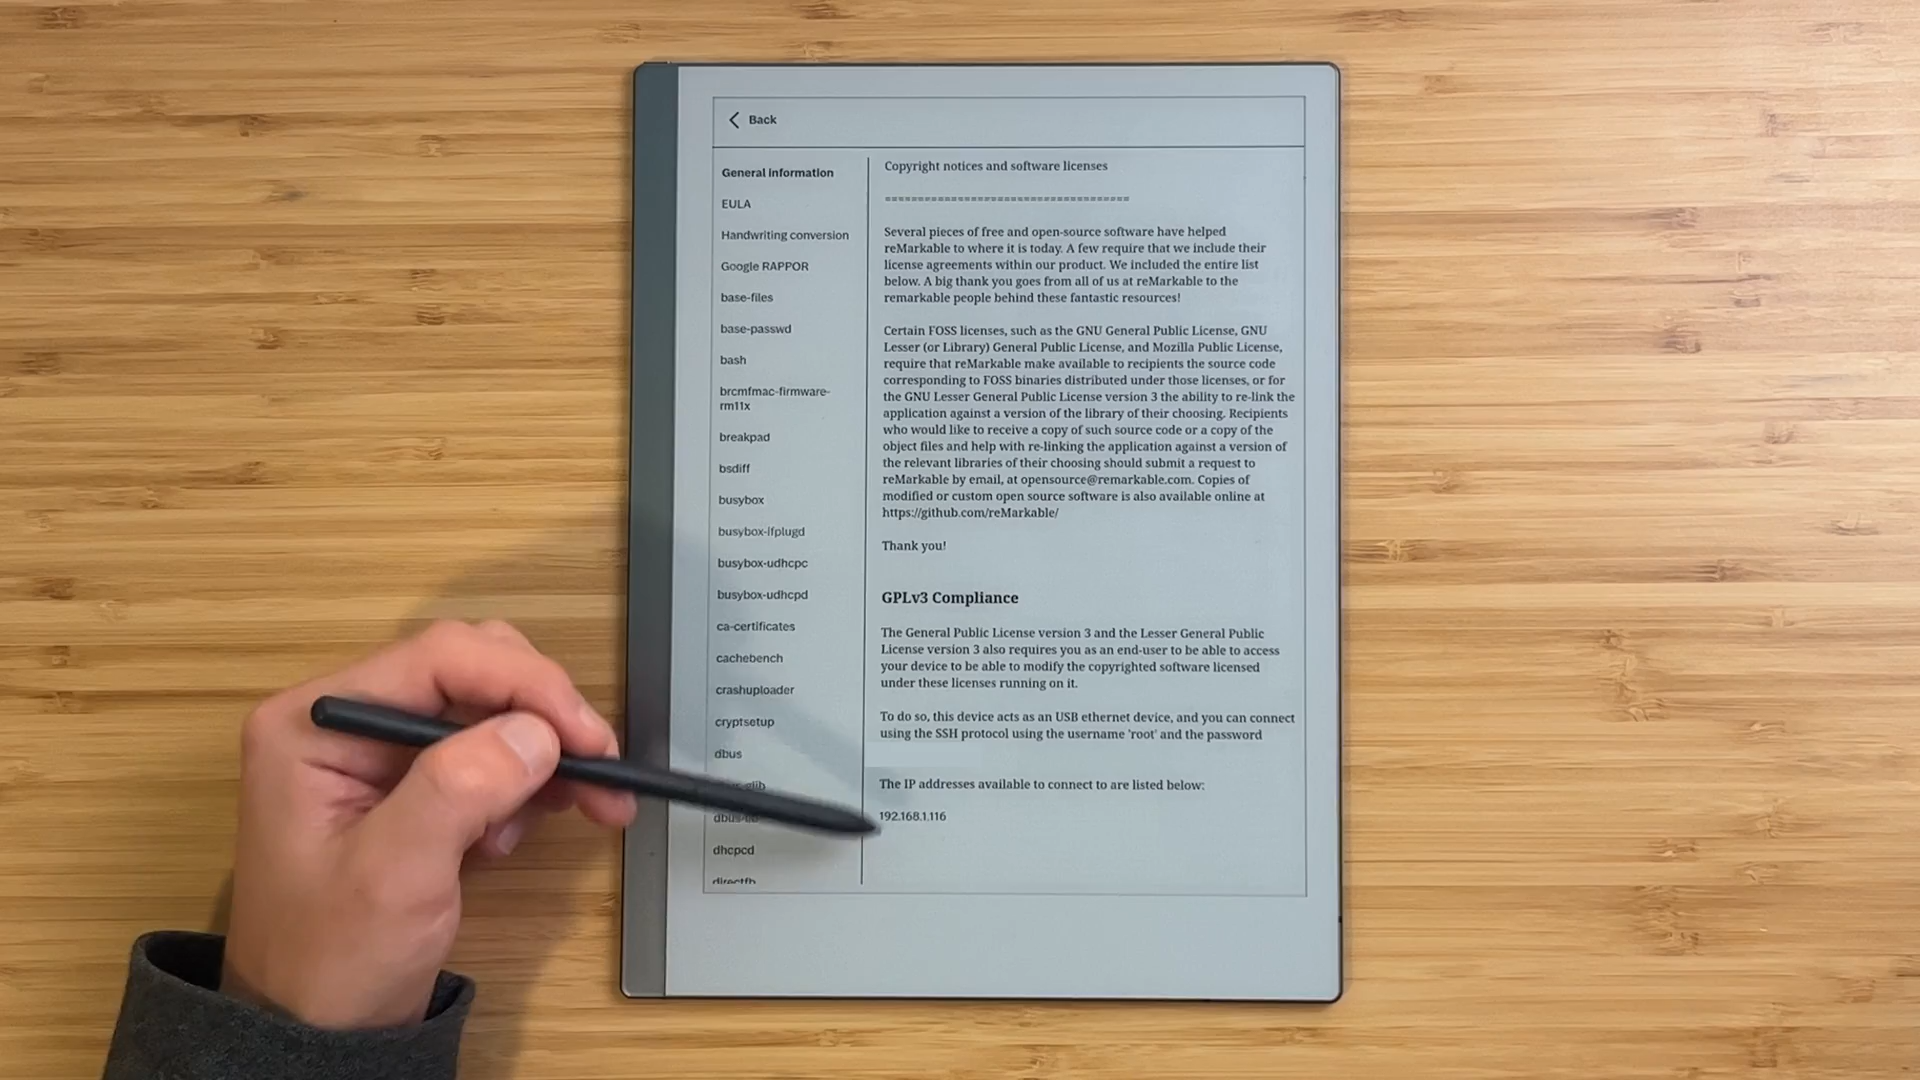 Back
General information
EULA
Handwriting conversion
Google RAPPOR
base-files
base-passwd
bash
brcmfmac-firmware-
rm11x
breakpad
bsdiff
busybox
busybox-ifplugd
busybox-udhcpc
busybox-udhcpd
ca-certificates
cachebench
crashuploader
cryptsetup
dbus
dhcpcd
directfb
Copyright notices and software licenses
=====================================
Several pieces of free and open-source software have helped
reMarkable to where it is today. A few require that we include their
license agreements within our product. We included the entire list
below. A big thank you goes from all of us at reMarkable to the
remarkable people behind these fantastic resources!
Certain FOSS licenses, such as the GNU General Public License, GNU
Lesser (or Library) General Public License, and Mozilla Public License,
require that reMarkable make available to recipients the source code
corresponding to FOSS binaries distributed under those licenses, or for
the GNU Lesser General Public License version 3 the ability to re-link the
application against a version of the library of their choosing. Recipients
who would like to receive a copy of such source code or a copy of the
object files and help with re-linking the application against a version of
the relevant libraries of their choosing should submit a request to
reMarkable by email, at opensource@remarkable.com. Copies of
modified or custom open source software is also available online at
https://github.com/reMarkable/
Thank you!
GPLv3 Compliance
The General Public License version 3 and the Lesser General Public
License version 3 also requires you as an end-user to be able to access
your device to be able to modify the copyrighted software licensed
under these licenses running on it.
To do so, this device acts as an USB ethernet device, and you can connect
using the SSH protocol using the username 'root' and the password
The IP addresses available to connect to are listed below:
192.168.1.116